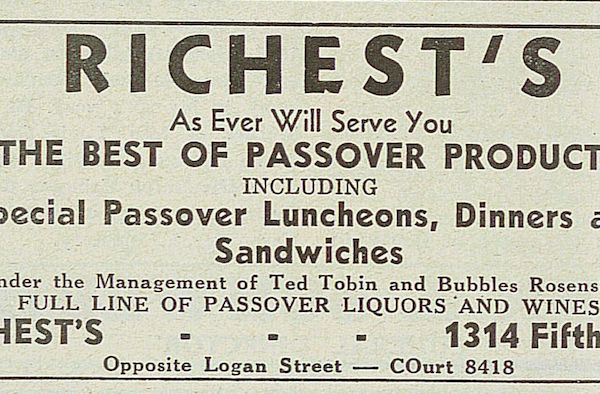 RICHEST'S
As Ever Will Serve You
THE BEST OF PASSOVER PRODUCT
INCLUDING
pecial Passover Luncheons, Dinners a
Sandwiches
nder the Management of Ted Tobin and Bubbles Rosens
FULL LINE OF PASSOVER LIQUORS AND WINES
HEST'S - - - 1314 Fifth
Opposite Logan Street — COurt 8418